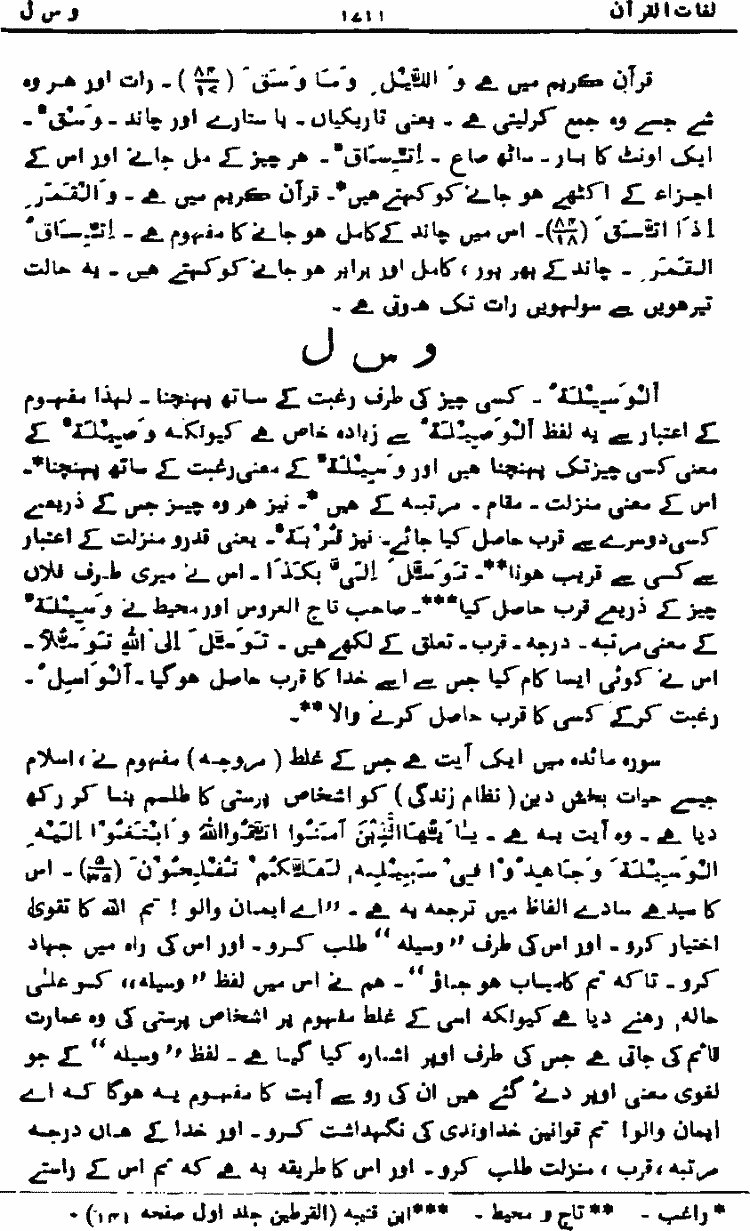 لغات القرآن ۱۷۱۱ و س ل
قرآن کریم میں ہے وَ اللَّيْلِ وَمَا وَسَقَ (۸۴/۱۷)۔ رات اور ہر وہ
شے جسے وہ جمع کرلیتی ہے ۔ یعنی تاریکیاں ۔ یا ستارے اور چاند ۔ وَسْقٌ* ۔
ایک اونٹ کا بار ۔ ساٹھ صاع ۔ اِتِّسَاقٌ* ۔ ہر چیز کے مل جانے اور اس کے
اجزاء کے اکٹھے ہو جانے کو کہتے ہیں* ۔ قرآن کریم میں ہے ۔ وَالْقَمَرِ
إِذَا اتَّسَقَ (۸۴/۱۸)۔ اس میں چاند کے کامل ہو جانے کا مفہوم ہے ۔ اِتِّسَاقُ
الْقَمَرِ ۔ چاند کے بھر پور ، کامل اور برابر ہو جانے کو کہتے ہیں ۔ یہ حالت
تیرھویں سے سولہویں رات تک ہوتی ہے ۔
و س ل
اَلْوَسِيْلَةُ ۔ کسی چیز کی طرف رغبت کے ساتھ پہنچنا ۔ لہذا مفہوم
کے اعتبار سے یہ لفظ اَلْوَصِيْلَةُ سے زیادہ خاص ہے کیونکہ وَصِيْلَةٌ کے
معنی کسی چیز تک پہنچنا ہیں اور وَسِيْلَةٌ کے معنی رغبت کے ساتھ پہنچنا* ۔
اس کے معنی منزلت ۔ مقام ۔ مرتبہ کے ہیں* ۔ نیز ہر وہ چیز جس کے ذریعے
کسی دوسرے سے قرب حاصل کیا جائے ۔ نیز قُرْبَةٌ ۔ یعنی قدر و منزلت کے اعتبار
سے کسی سے قریب ہونا** ۔ تَوَسَّلَ اِلَیَّ بِکَذَا ۔ اس نے میری طرف فلاں
چیز کے ذریعے قرب حاصل کیا*** ۔ صاحب تاج العروس اور محیط نے وَسِيْلَةٌ
کے معنی مرتبہ ۔ درجہ ۔ قرب ۔ تعلق کے لکھے ہیں ۔ تَوَسَّلَ اِلَی اللّٰہِ تَوَسُّلًا ۔
اس نے کوئی ایسا کام کیا جس سے اسے خدا کا قرب حاصل ہو گیا ۔ اَلْوَاسِلُ ۔
رغبت کرکے کسی کا قرب حاصل کرنے والا** ۔
سورہ مائدہ میں ایک آیت ہے جس کے غلط (مروجہ) مفہوم نے ، اسلام
جیسے حیات بخش دین (نظام زندگی) کو اشخاص پرستی کا طلسم بنا کر رکھ
دیا ہے ۔ وہ آیت یہ ہے ۔ يٰاَيُّهَا الَّذِيْنَ آمَنُوا اتَّقُوا اللّٰهَ وَابْتَغُوْا اِلَيْهِ
الْوَسِيْلَةَ وَجَاهِدُوْا فِيْ سَبِيْلِهِ لَعَلَّكُمْ تُفْلِحُوْنَ (۵/۳۵)۔ اس
کا سیدھے سادے الفاظ میں ترجمہ یہ ہے ۔ ”اے ایمان والو ! تم اللہ کا تقویٰ
اختیار کرو ۔ اور اس کی طرف ”وسیلہ“ طلب کرو ۔ اور اس کی راہ میں جہاد
کرو ۔ تاکہ تم کامیاب ہو جاؤ“ ۔ ہم نے اس میں لفظ ”وسیلہ،، کو علیٰ
حالہ رہنے دیا ہے کیونکہ اسی کے غلط مفہوم پر اشخاص پرستی کی وہ عمارت
قائم کی جاتی ہے جس کی طرف اوپر اشارہ کیا گیا ہے ۔ لفظ ”وسیلہ“ کے جو
لغوی معنی اوپر دئے گئے ہیں ان کی رو سے آیت کا مفہوم یہ ہوگا کہ اے
ایمان والو! تم قوانین خداوندی کی نگہداشت کرو ۔ اور خدا کے ہاں درجہ
مرتبہ ، قرب ، منزلت طلب کرو ۔ اور اس کا طریقہ یہ ہے کہ تم اس کے راستے
* راغب ۔ ** تاج و محیط ۔ *** ابن قتیبہ (القرطین جلد اول صفحہ ۱۴۱) ۔